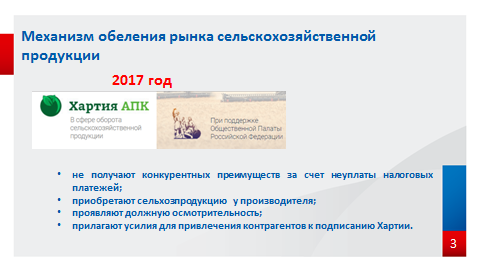 Механизм обеления рынка сельскохозяйственной
продукции
2017 год
Хартия АПК
В сфере оборота
сельскохозяйственной
продукции
При поддержке
Общественной Палаты
Российской Федерации
• не получают конкурентных преимуществ за счет неуплаты налоговых
платежей;
• приобретают сельхозпродукцию у производителя;
• проявляют должную осмотрительность;
• прилагают усилия для привлечения контрагентов к подписанию Хартии.
3